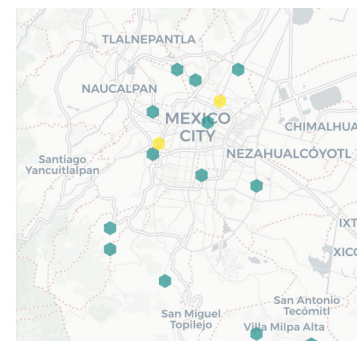 TLALNEPANTLA
NAUCALPAN
MEXICO
CITY
CHIMALHUA
NEZAHUALCÓYOTL
Santiago
Yancuitlalpan
IXT
XICO
San Antonio
Tecómitl
San Miguel
Topilejo
Villa Milpa Alta